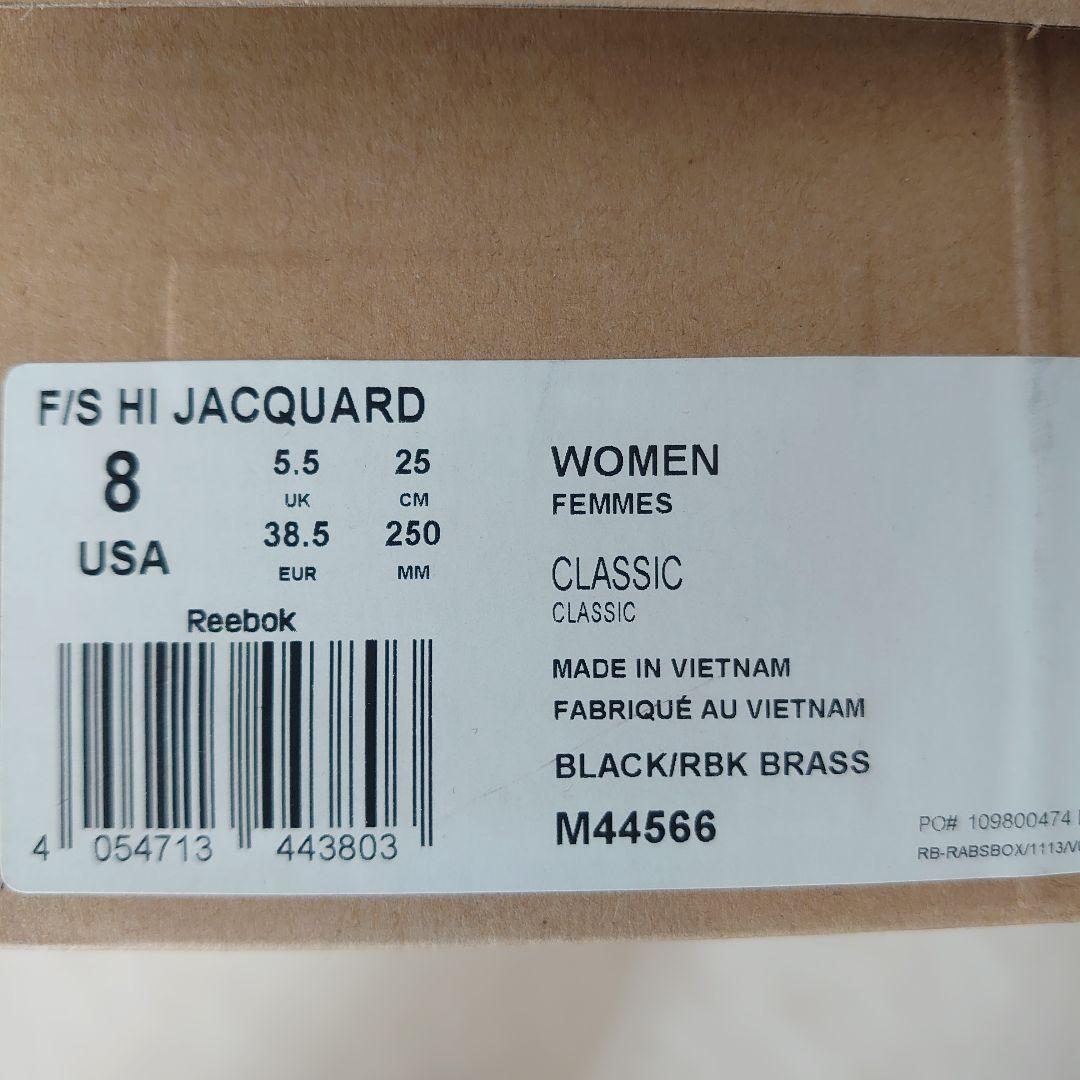 F/S HI JACQUARD
8
USA
5.5 25
UK CM
38.5 250
EUR MM
Reebok
4 054713 443803
WOMEN
FEMMES
CLASSIC
CLASSIC
MADE IN VIETNAM
FABRIQUÉ AU VIETNAM
BLACK/RBK BRASS
M44566
PO# 109800474
RB-RABSBOX/1113/